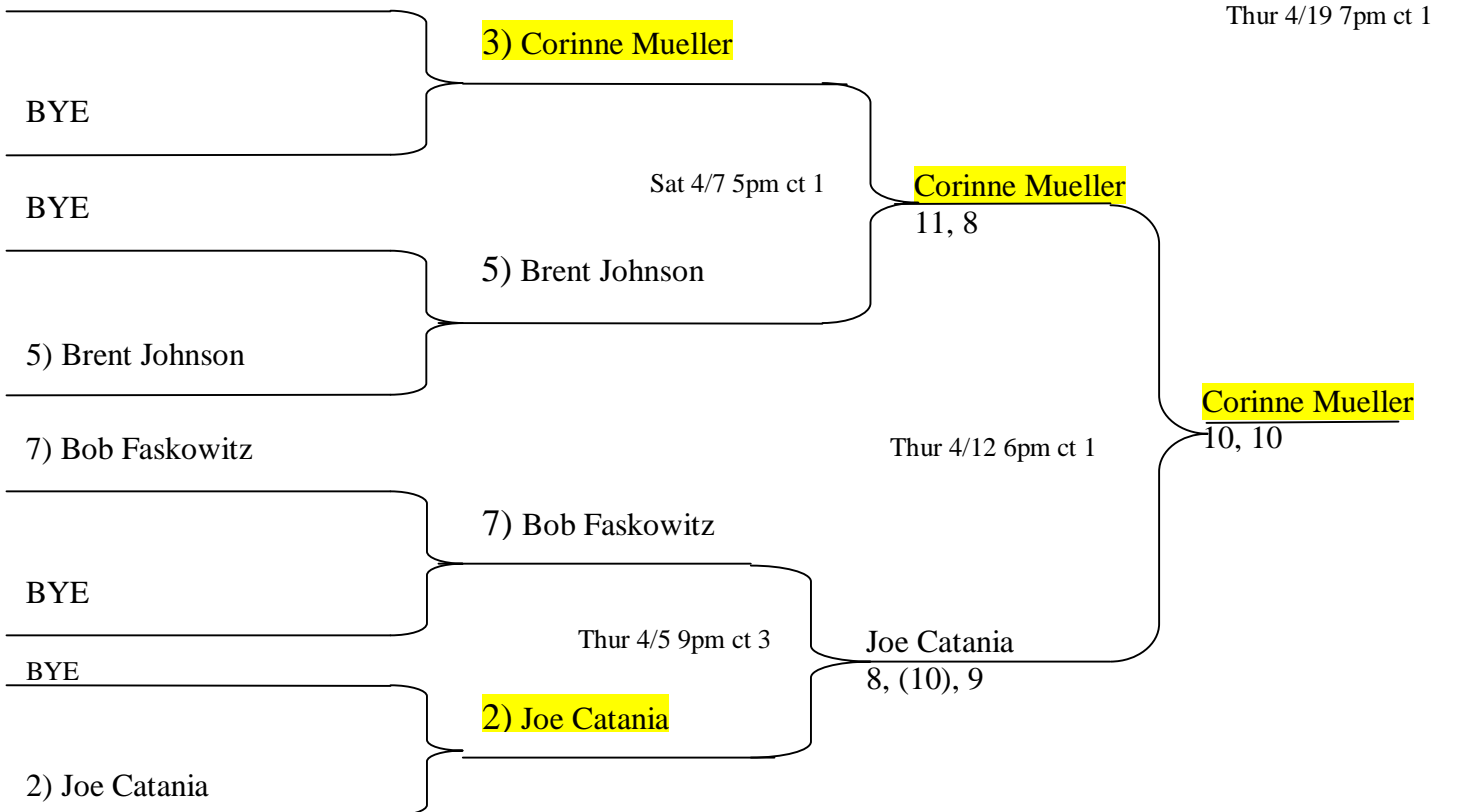 Thur 4/19 7pm ct 1
3) Corinne Mueller
BYE
Sat 4/7 5pm ct 1
Corinne Mueller
BYE
11, 8
5) Brent Johnson
5) Brent Johnson
Corinne Mueller
7) Bob Faskowitz
Thur 4/12 6pm ct 1
10, 10
7) Bob Faskowitz
BYE
Thur 4/5 9pm ct 3
Joe Catania
BYE
8, (10), 9
2) Joe Catania
2) Joe Catania